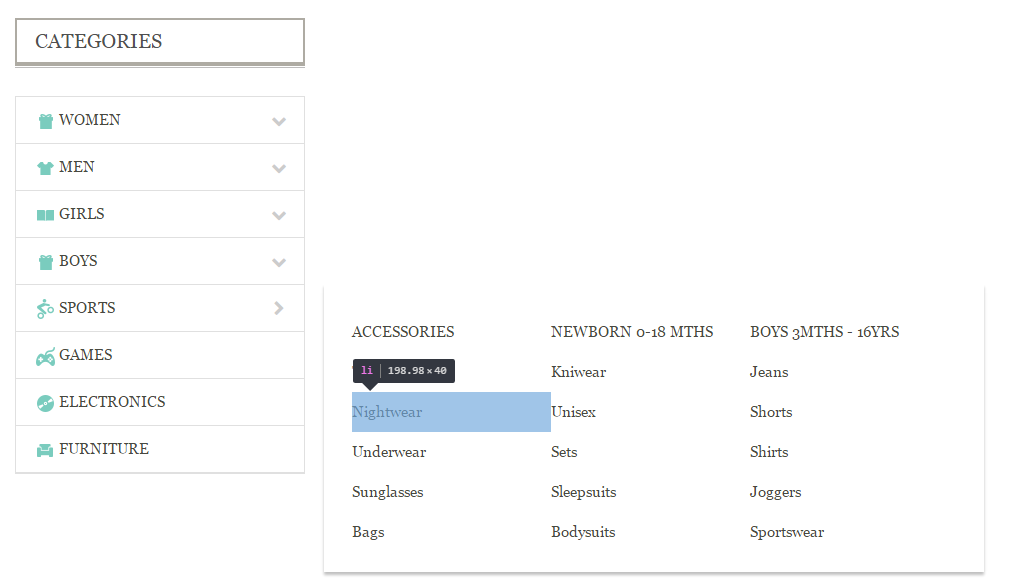 CATEGORIES
WOMEN
MEN
GIRLS
BOYS
SPORTS
GAMES
ELECTRONICS
FURNITURE
ACCESSORIES
li 198.98 × 40
Nightwear
Underwear
Sunglasses
Bags
NEWBORN 0-18 MTHS
Kniwear
Unisex
Sets
Sleepsuits
Bodysuits
BOYS 3MTHS - 16YRS
Jeans
Shorts
Shirts
Joggers
Sportswear